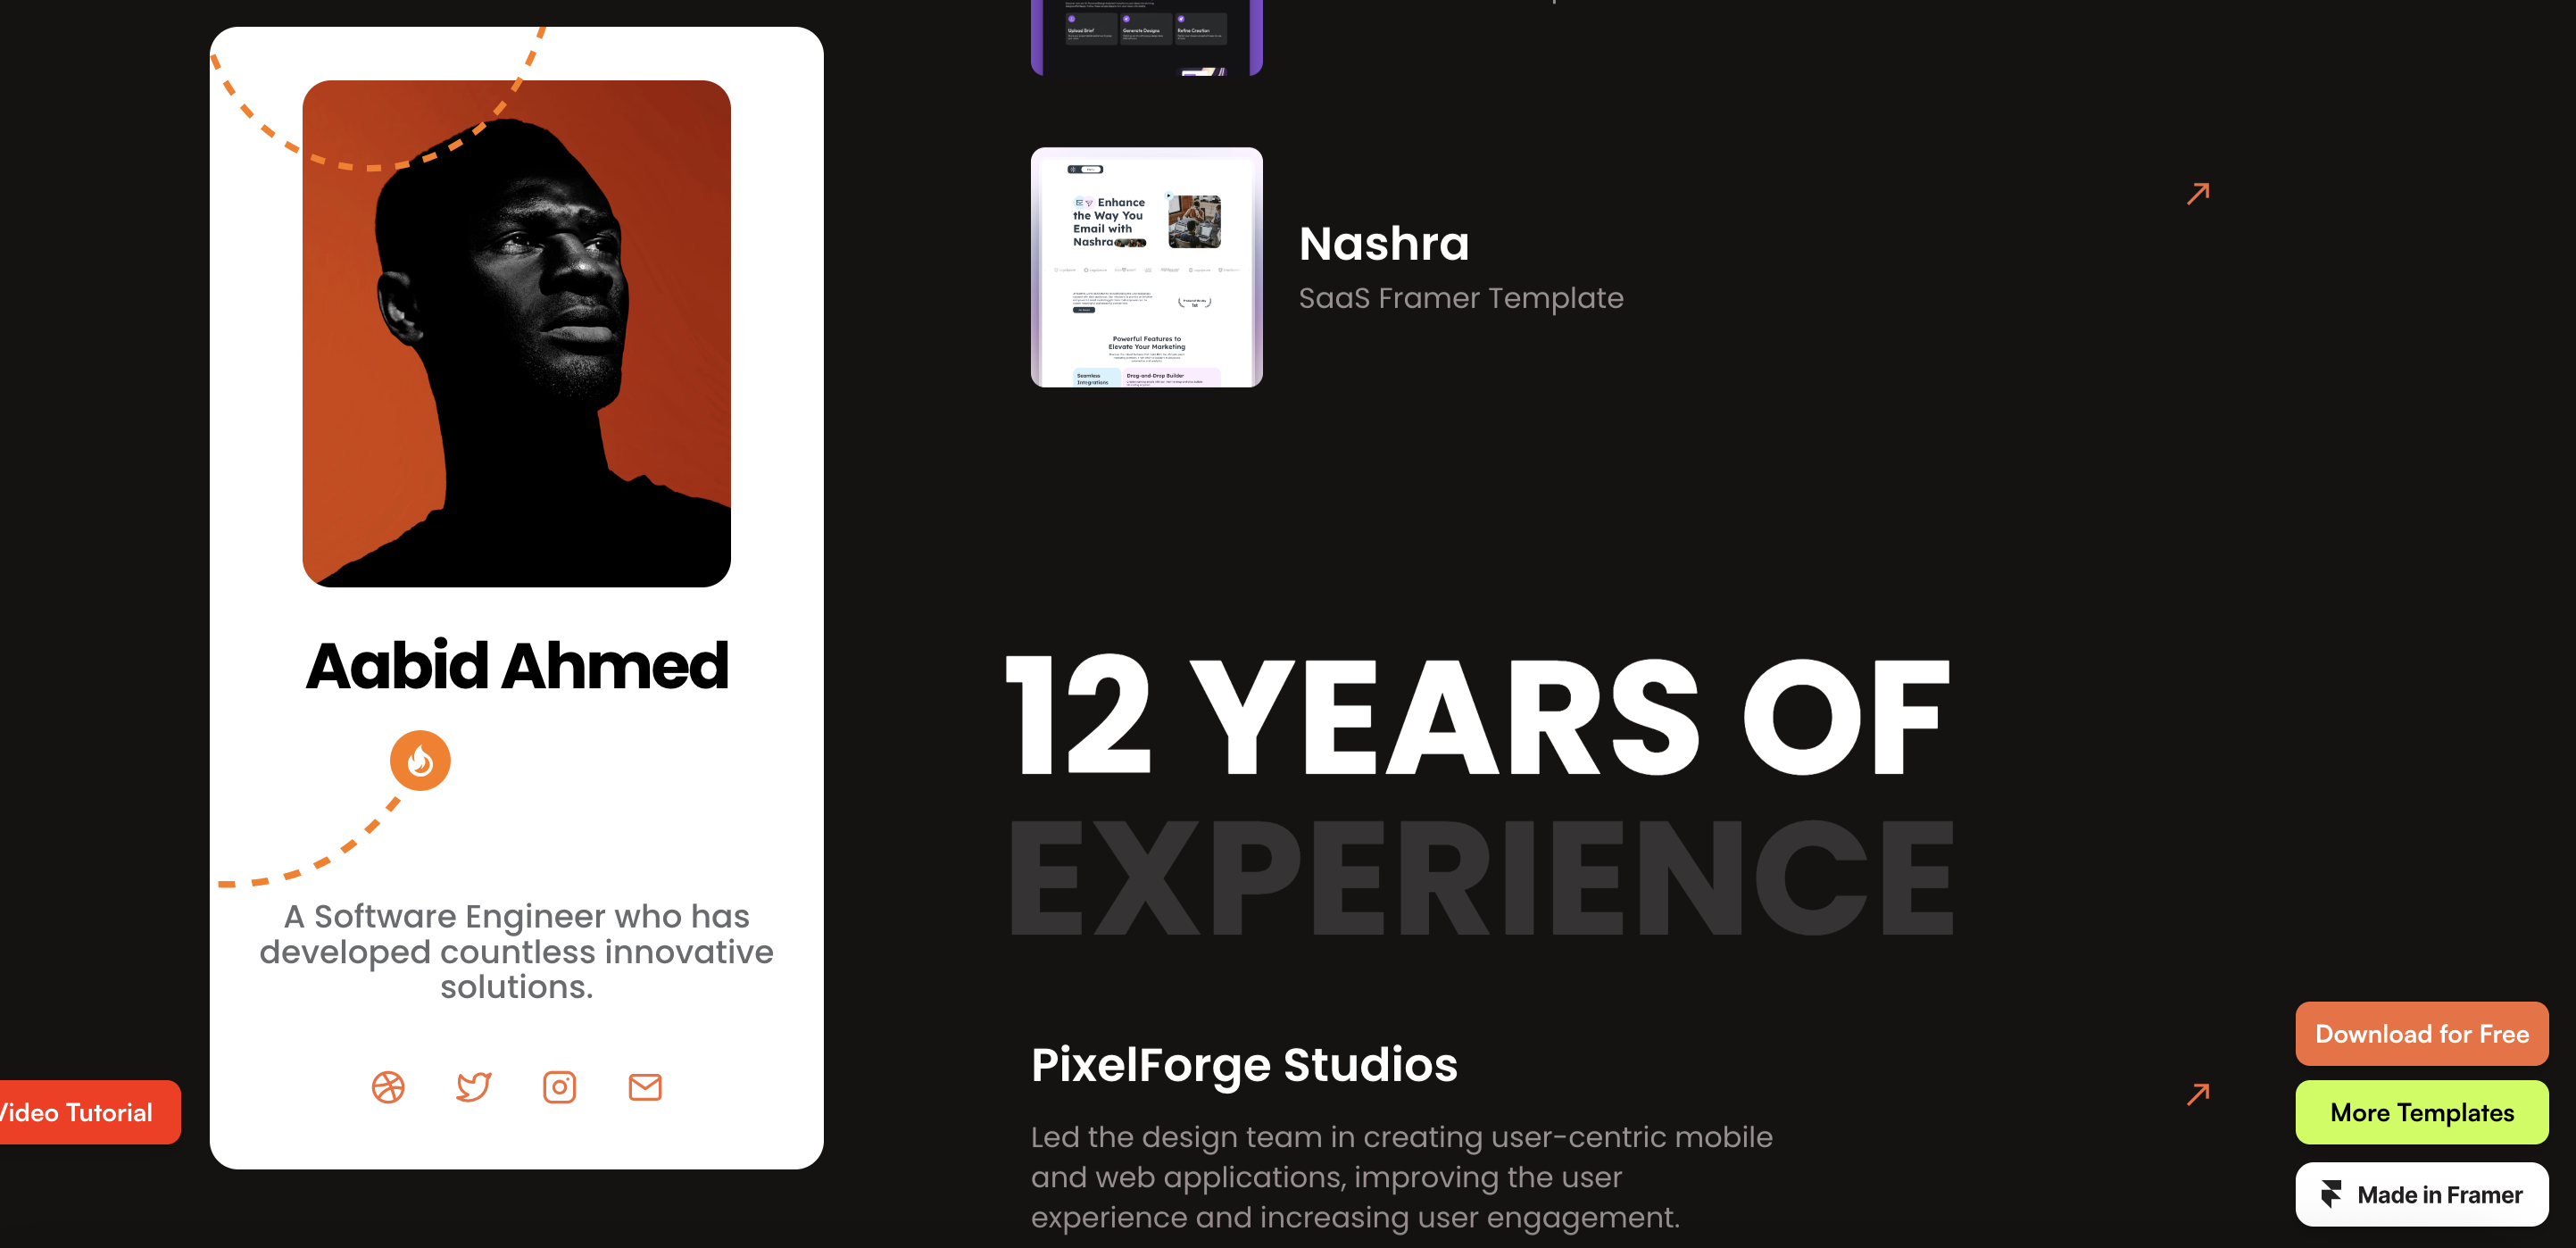 Upload Brief
Generate Designs
Refine Creation
Enhance
the Way You
Email with
Nashra
Powerful Features to
Elevate Your Marketing
Seamless
Integrations
Drag-and-Drop Builder
Nashra
SaaS Framer Template
Aabid Ahmed
A Software Engineer who has
developed countless innovative
solutions.
Video Tutorial
12 YEARS OF
EXPERIENCE
PixelForge Studios
Led the design team in creating user-centric mobile
and web applications, improving the user
experience and increasing user engagement.
Download for Free
More Templates
Made in Framer